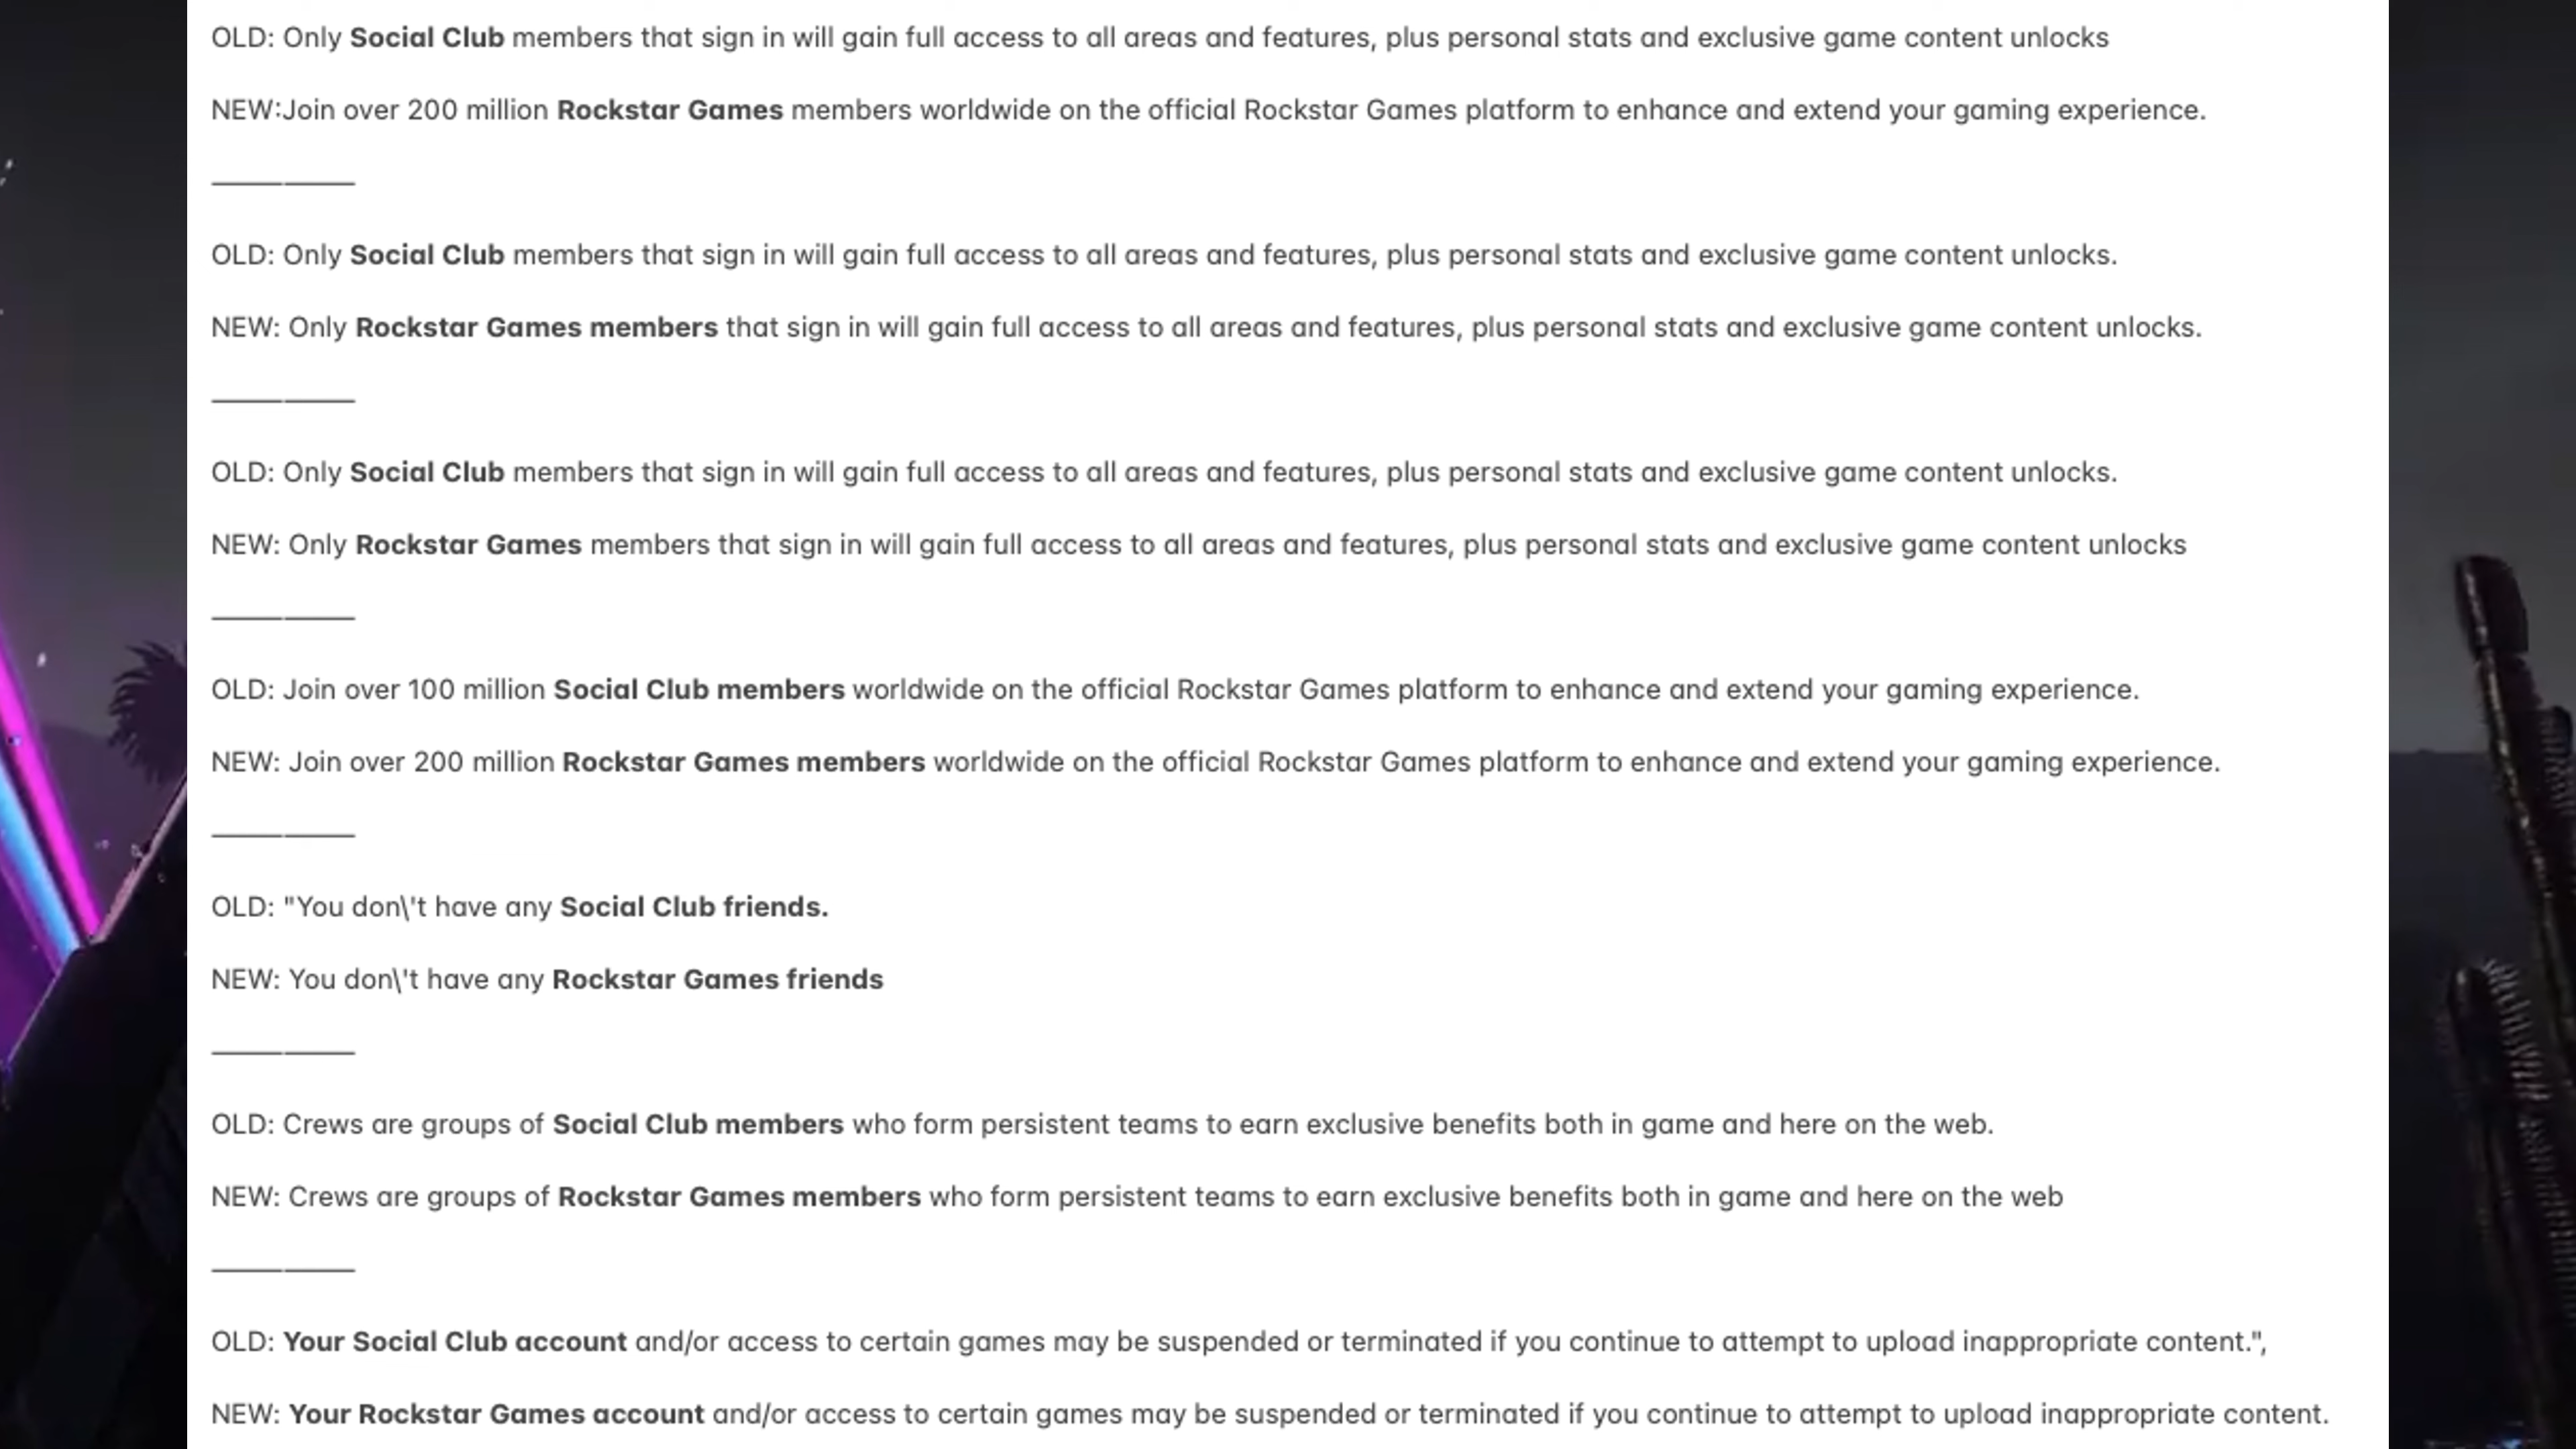 OLD: Only Social Club members that sign in will gain full access to all areas and features, plus personal stats and exclusive game content unlocks
NEW:Join over 200 million Rockstar Games members worldwide on the official Rockstar Games platform to enhance and extend your gaming experience.
OLD: Only Social Club members that sign in will gain full access to all areas and features, plus personal stats and exclusive game content unlocks.
NEW: Only Rockstar Games members that sign in will gain full access to all areas and features, plus personal stats and exclusive game content unlocks.
OLD: Only Social Club members that sign in will gain full access to all areas and features, plus personal stats and exclusive game content unlocks.
NEW: Only Rockstar Games members that sign in will gain full access to all areas and features, plus personal stats and exclusive game content unlocks
OLD: Join over 100 million Social Club members worldwide on the official Rockstar Games platform to enhance and extend your gaming experience.
NEW: Join over 200 million Rockstar Games members worldwide on the official Rockstar Games platform to enhance and extend your gaming experience.
OLD: "You don\'t have any Social Club friends.
NEW: You don\'t have any Rockstar Games friends
OLD: Crews are groups of Social Club members who form persistent teams to earn exclusive benefits both in game and here on the web.
NEW: Crews are groups of Rockstar Games members who form persistent teams to earn exclusive benefits both in game and here on the web
OLD: Your Social Club account and/or access to certain games may be suspended or terminated if you continue to attempt to upload inappropriate content.",
NEW: Your Rockstar Games account and/or access to certain games may be suspended or terminated if you continue to attempt to upload inappropriate content.